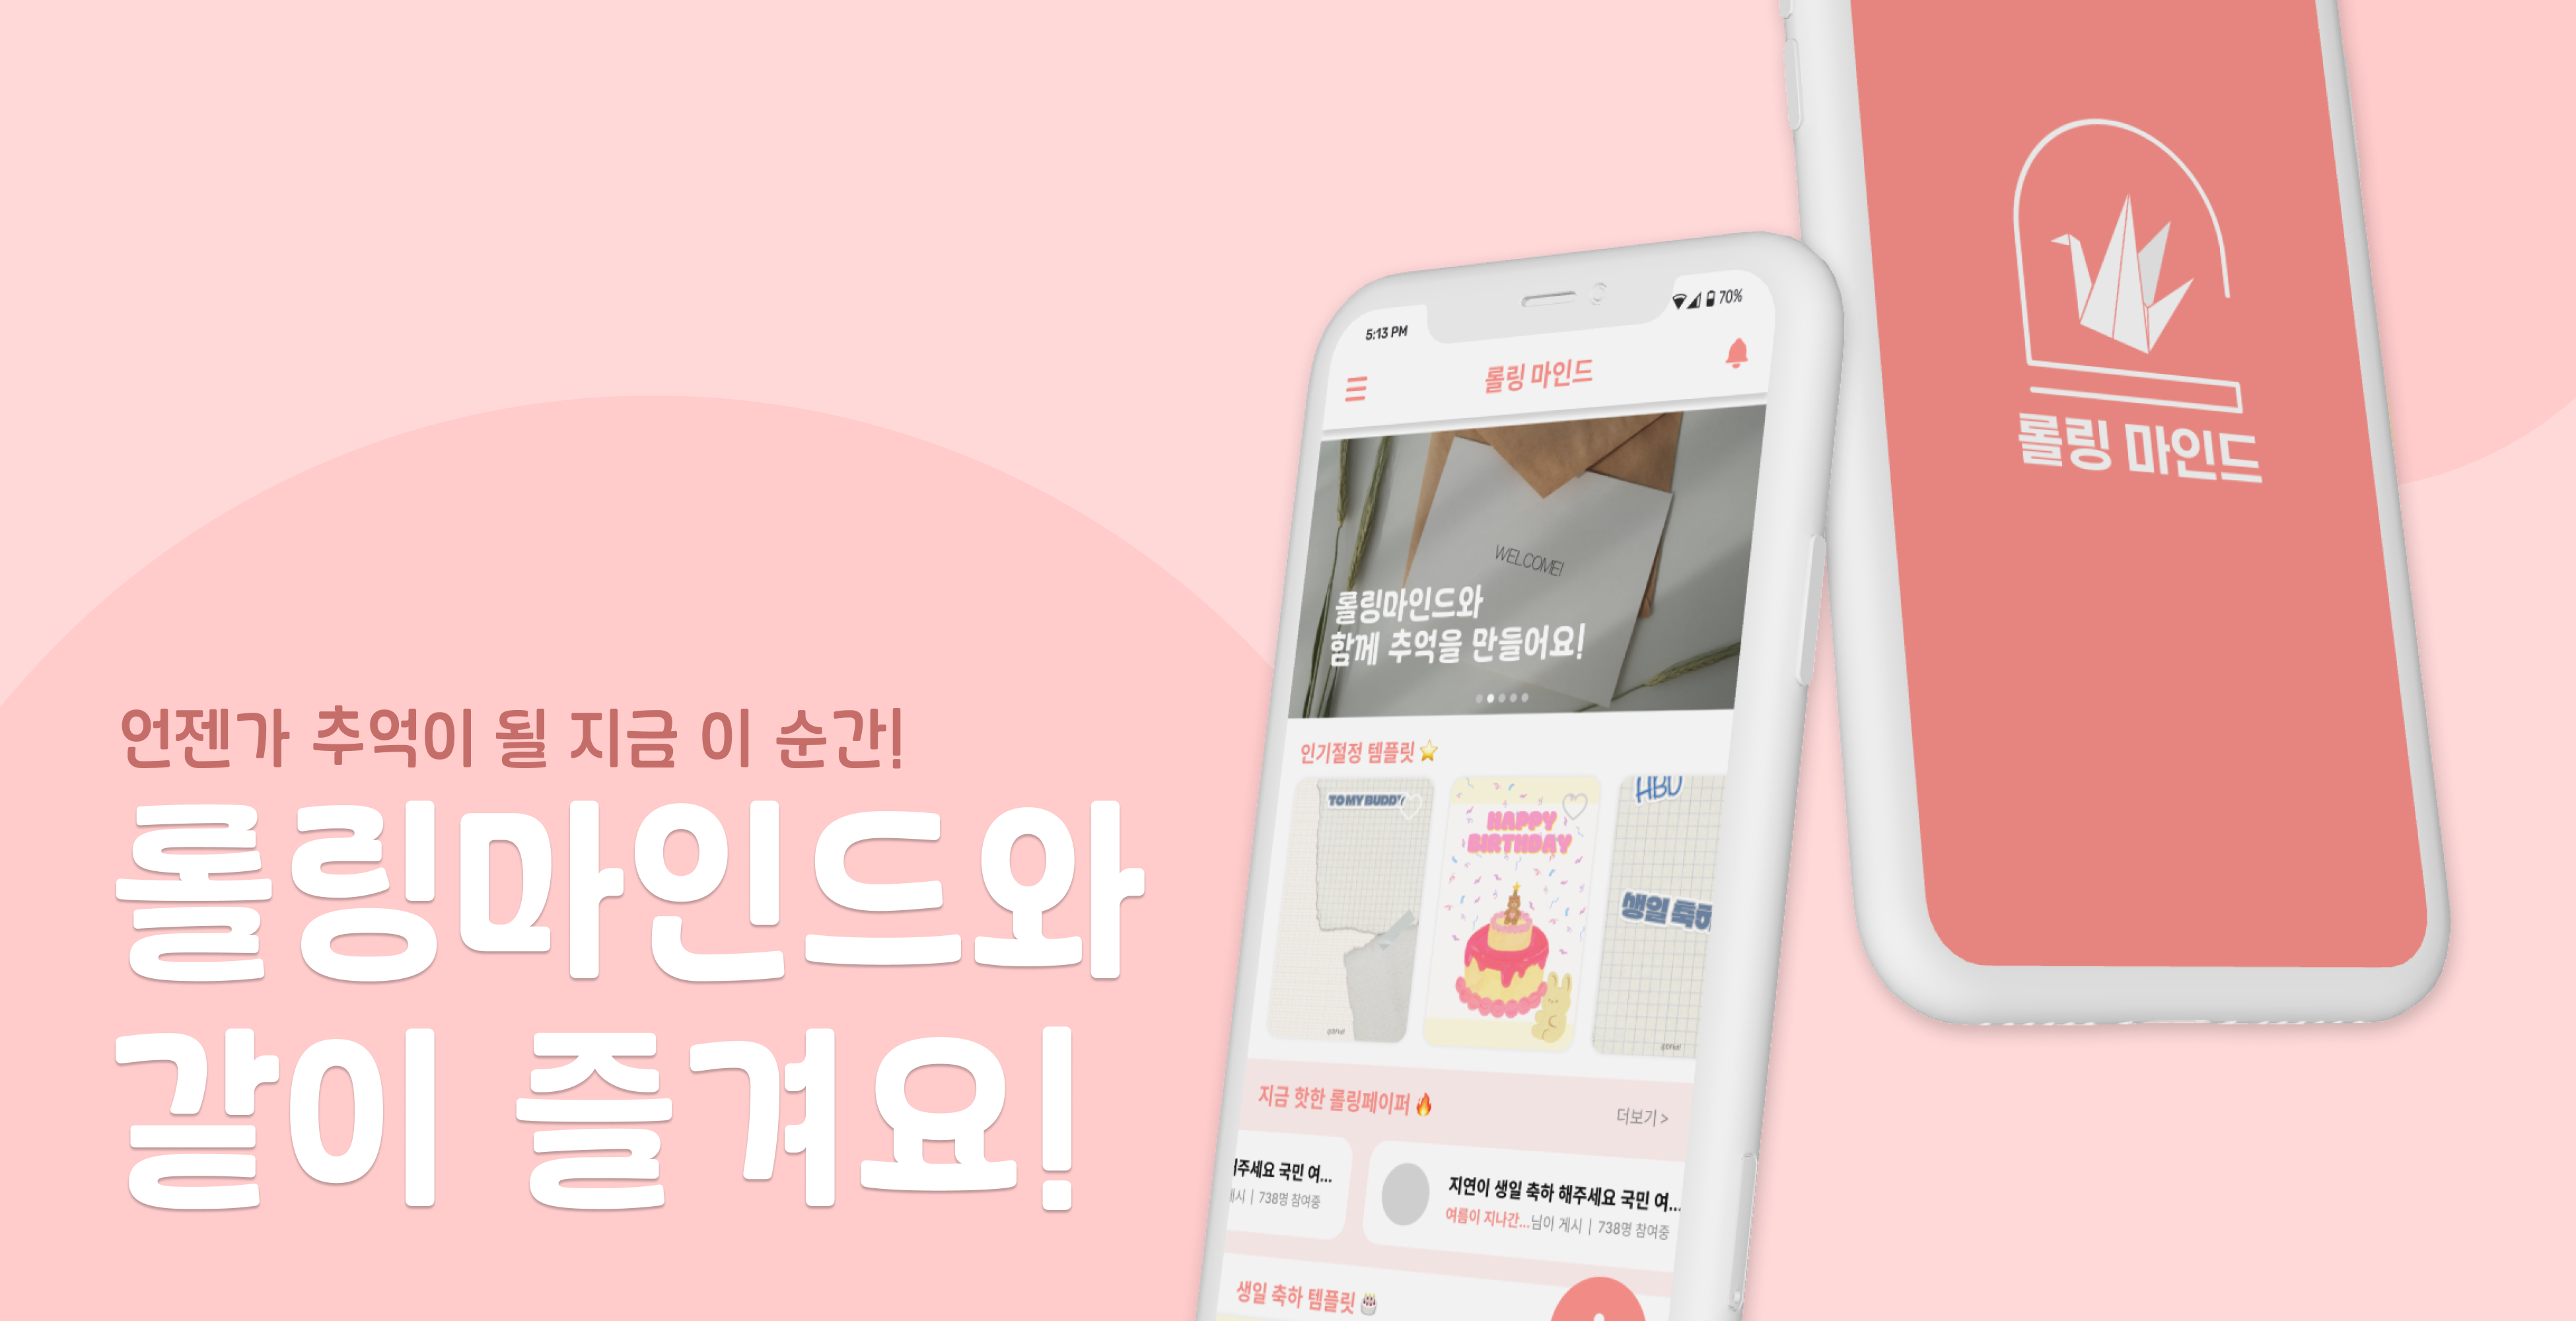 언젠가 추억이 될 지금 이 순간!
롤링마인드와
같이 즐겨요!
5:13 PM
70%
롤링 마인드
WELCOME!
롤링마인드와
함께 추억을 만들어요!
인기절정 템플릿
TO MY BUDDY
HAPPY
BIRTHDAY
HBD
생일 축하
지금 핫한 롤링페이퍼
더보기 >
해주세요 국민 여...
게시 | 738명 참여중
지연이 생일 축하 해주세요 국민 여...
여름이 지나간...님이 게시 | 738명 참여중
생일 축하 템플릿
롤링 마인드